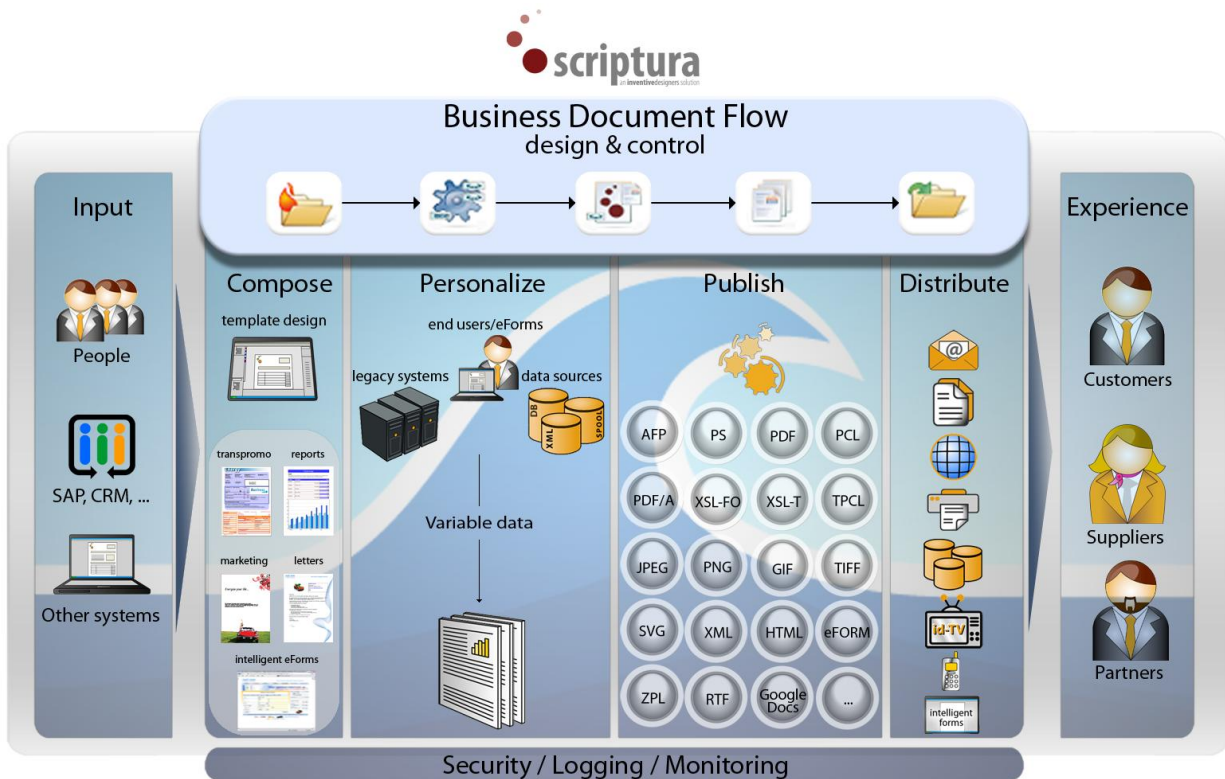 scriptura
an inventivedesigners solution
Business Document Flow
design & control
Input
People
SAP, CRM, ...
Other systems
Compose
template design
transpromo
reports
marketing
letters
intelligent eForms
Personalize
end users/eForms
legacy systems
data sources
DB
XML
SPOOL
Variable data
Publish
AFP
PS
PDF
PCL
PDF/A
XSL-FO
XSL-T
TPCL
JPEG
PNG
GIF
TIFF
SVG
XML
HTML
eFORM
ZPL
RTF
Google
Docs
...
Distribute
@
id-TV
intelligent
forms
Experience
Customers
Suppliers
Partners
Security / Logging / Monitoring